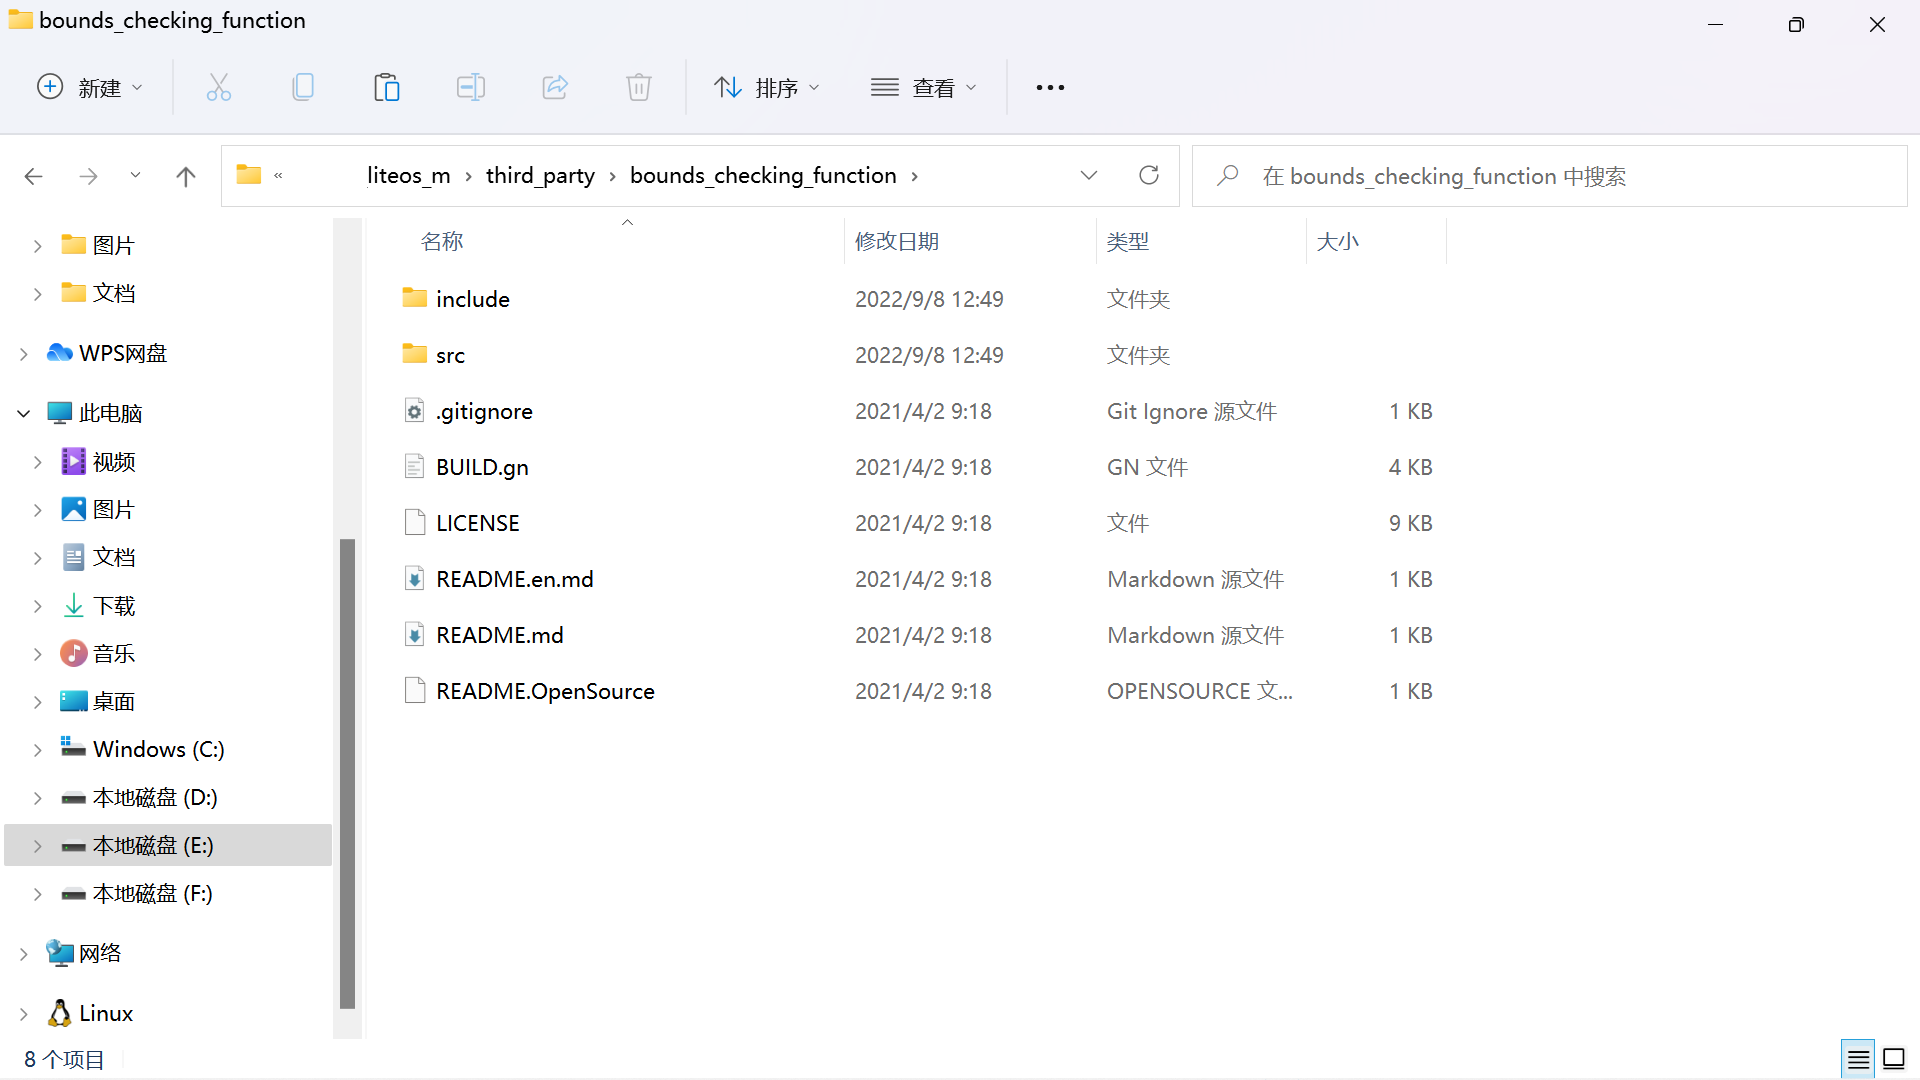 bounds_checking_function
新建
排序
查看
« liteos_m › third_party › bounds_checking_function ›
在 bounds_checking_function 中搜索
图片
文档
WPS网盘
此电脑
视频
图片
文档
下载
音乐
桌面
Windows (C:)
本地磁盘 (D:)
本地磁盘 (E:)
本地磁盘 (F:)
网络
Linux
名称 修改日期 类型 大小
include 2022/9/8 12:49 文件夹
src 2022/9/8 12:49 文件夹
.gitignore 2021/4/2 9:18 Git Ignore 源文件 1 KB
BUILD.gn 2021/4/2 9:18 GN 文件 4 KB
LICENSE 2021/4/2 9:18 文件 9 KB
README.en.md 2021/4/2 9:18 Markdown 源文件 1 KB
README.md 2021/4/2 9:18 Markdown 源文件 1 KB
README.OpenSource 2021/4/2 9:18 OPENSOURCE 文... 1 KB
8 个项目